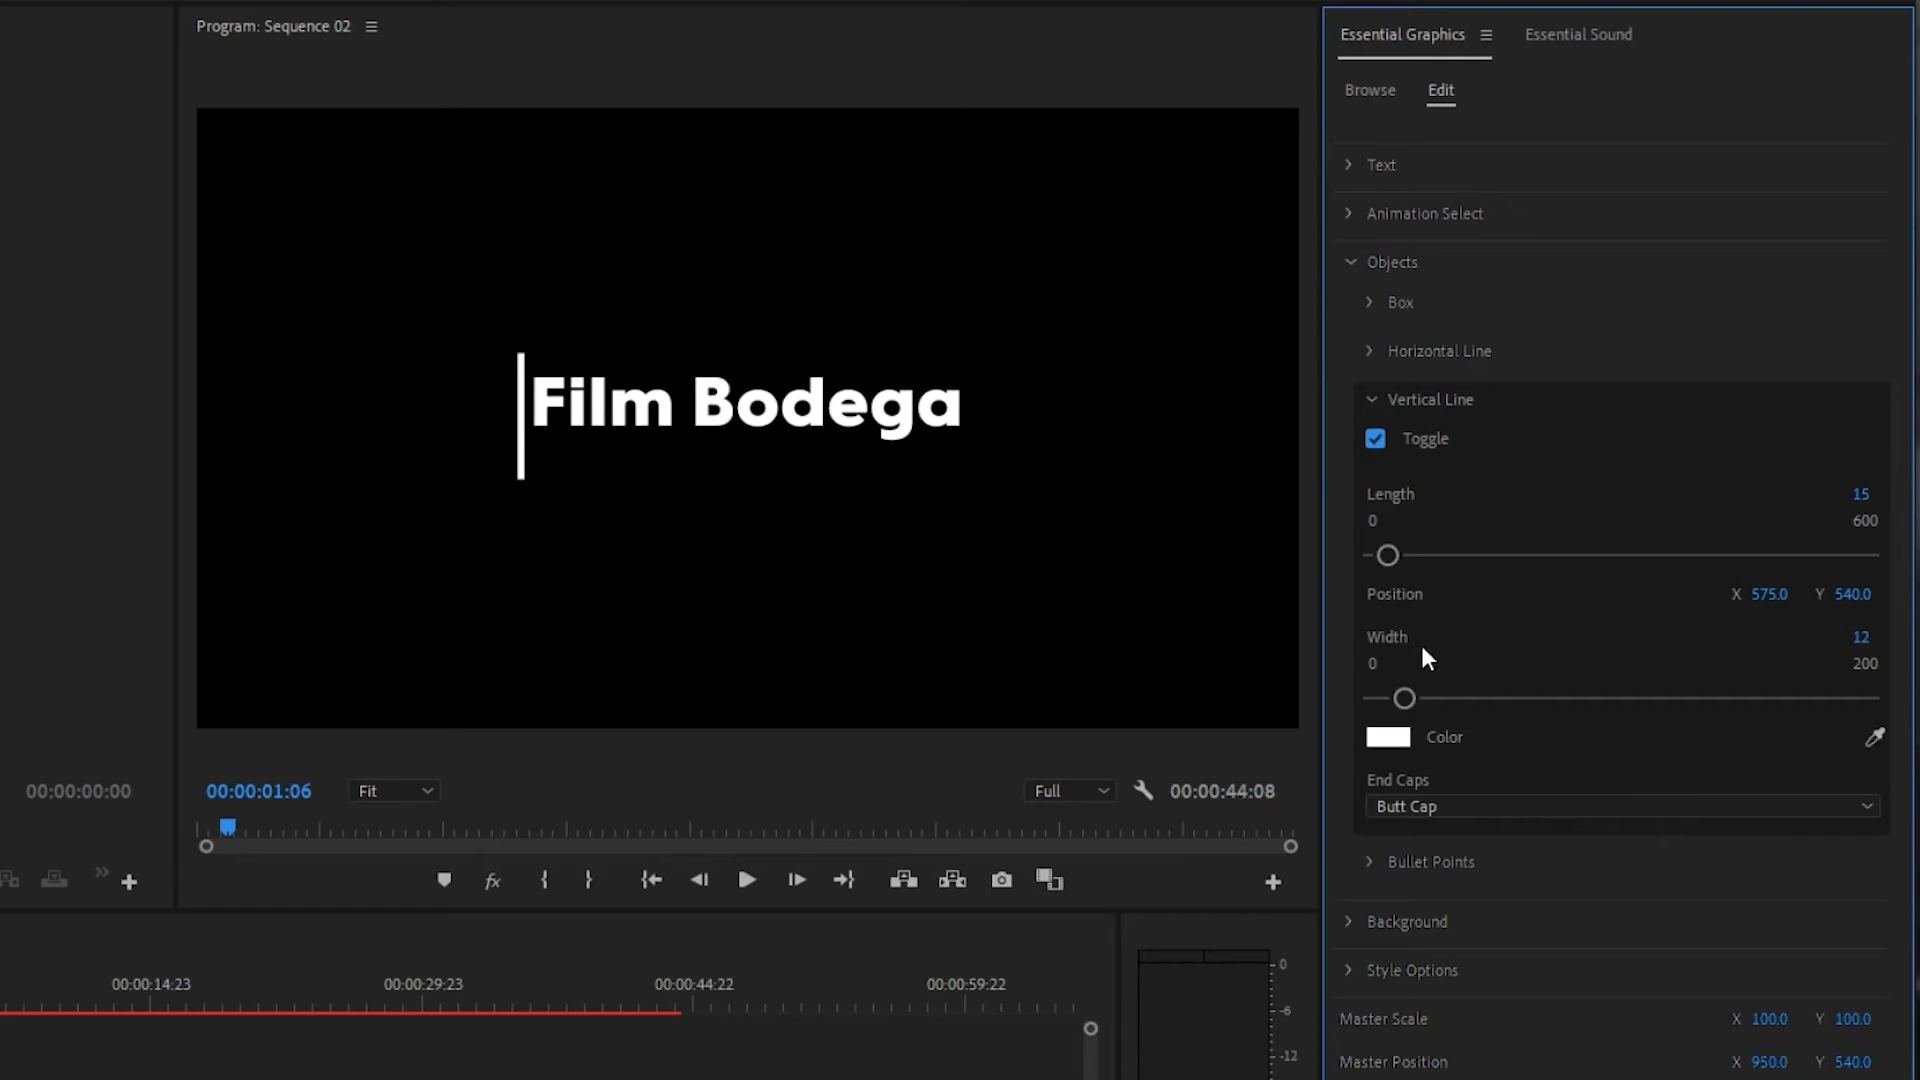 Program: Sequence 02
Film Bodega
00:00:00:00
00:00:01:06
Fit
Full
00:00:44:08
fx
00:00:14:23
00:00:29:23
00:00:44:22
00:00:59:22
0
-6
-12
Essential Graphics
Essential Sound
Browse
Edit
Text
Animation Select
Objects
Box
Horizontal Line
Vertical Line
Toggle
Length 15
0 600
Position X 575.0 Y 540.0
Width 12
0 200
Color
End Caps
Butt Cap
Bullet Points
Background
Style Options
Master Scale X 100.0 Y 100.0
Master Position X 950.0 Y 540.0